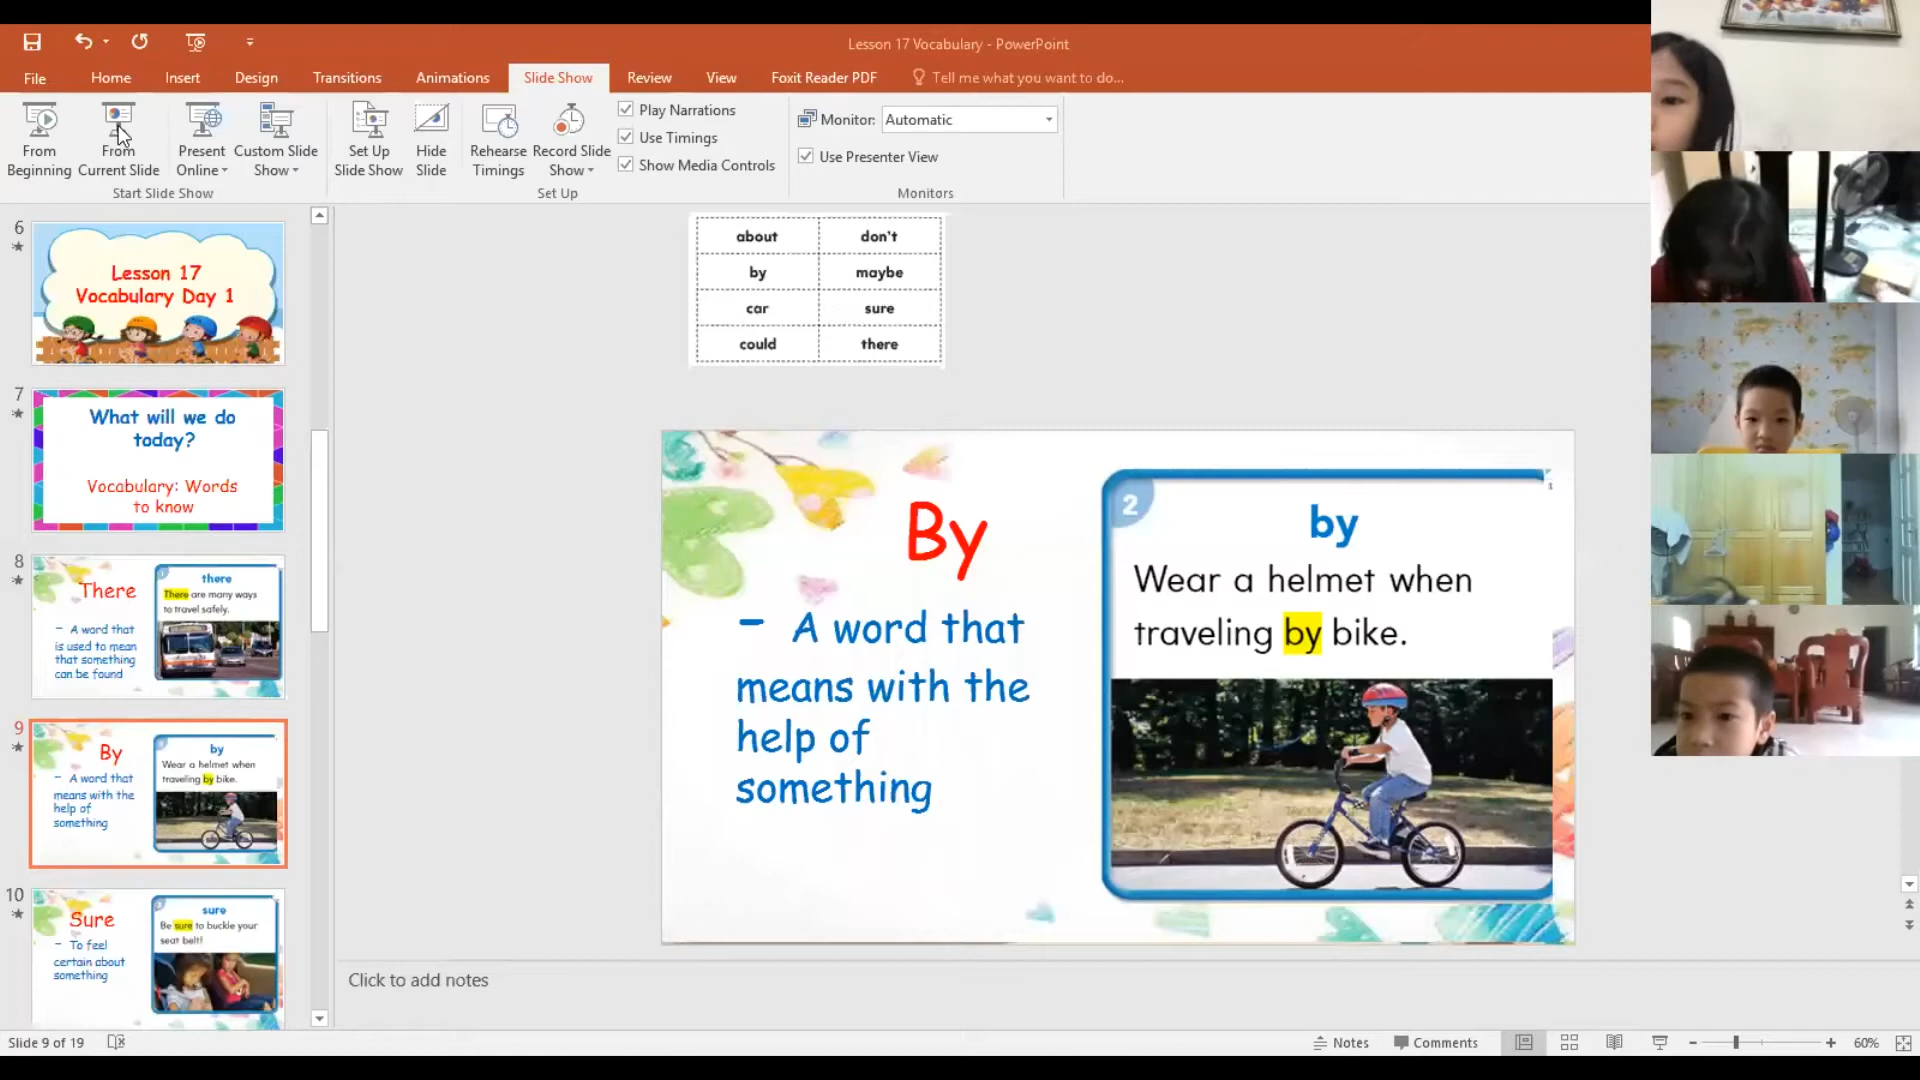 Lesson 17 Vocabulary - PowerPoint
File Home Insert Design Transitions Animations Slide Show Review View Foxit Reader PDF Tell me what you want to do...
From Beginning
From Current Slide
Present Online
Custom Slide Show
Set Up Slide Show
Hide Slide
Rehearse Timings
Record Slide Show
Play Narrations
Use Timings
Show Media Controls
Monitor: Automatic
Use Presenter View
Start Slide Show
Set Up
Monitors
6
Lesson 17
Vocabulary Day 1
7
What will we do
today?
Vocabulary: Words
to know
8
There
- A word that
is used to mean
that something
can be found
1
there
There are many ways
to travel safely.
9
By
- A word that
means with the
help of
something
by
Wear a helmet when
traveling by bike.
10
Sure
- To feel
certain about
something
sure
Be sure to buckle your
seat belt!
about don't
by maybe
car sure
could there
By
- A word that
means with the
help of
something
2
1
by
Wear a helmet when
traveling by bike.
Click to add notes
Slide 9 of 19
Notes Comments 60%